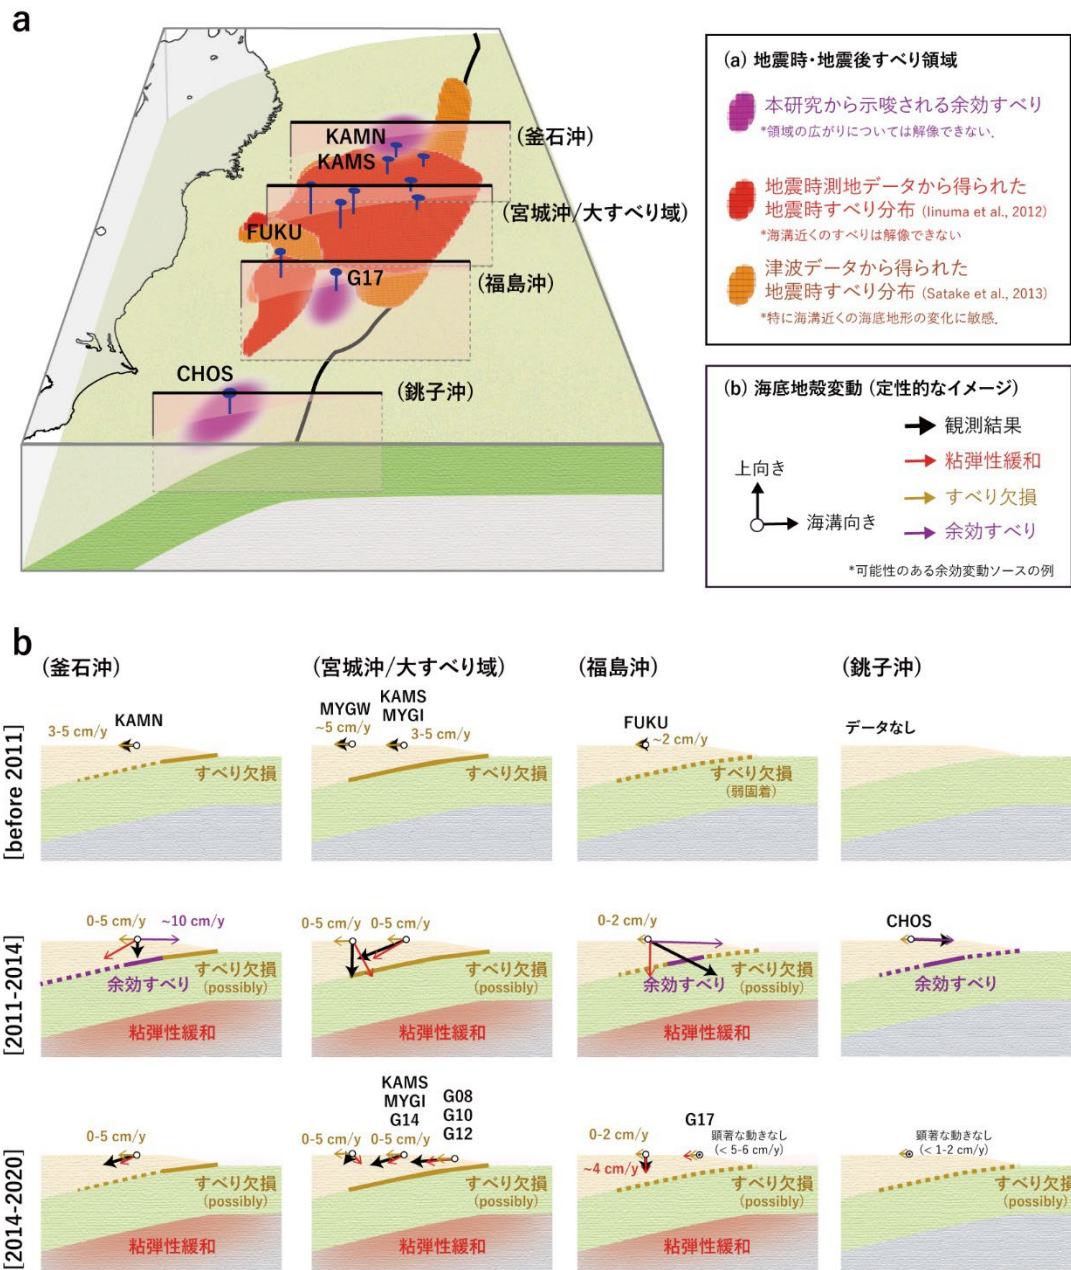 a
KAMN
(釜石沖)
KAMS
(宮城沖/大すべり域)
FUKU
G17
(福島沖)
CHOS
(銚子沖)
(a) 地震時・地震後すべり領域
本研究から示唆される余効すべり
*領域の広がりについては解像できない.
地震時測地データから得られた
地震時すべり分布 (Iinuma et al., 2012)
*海溝近くのすべりは解像できない
津波データから得られた
地震時すべり分布 (Satake et al., 2013)
*特に海溝近くの海底地形の変化に敏感.
(b) 海底地殻変動 (定性的なイメージ)
観測結果
粘弾性緩和
すべり欠損
余効すべり
上向き
海溝向き
*可能性のある余効変動ソースの例
b
(釜石沖)
(宮城沖/大すべり域)
(福島沖)
(銚子沖)
[before 2011]
3-5 cm/y
KAMN
すべり欠損
MYGW
~5 cm/y
KAMS
MYGI
3-5 cm/y
すべり欠損
FUKU
~2 cm/y
すべり欠損
(弱固着)
データなし
[2011-2014]
0-5 cm/y
~10 cm/y
余効すべり
すべり欠損
(possibly)
粘弾性緩和
0-5 cm/y
0-5 cm/y
すべり欠損
(possibly)
粘弾性緩和
0-2 cm/y
余効すべり
すべり欠損
(possibly)
粘弾性緩和
CHOS
余効すべり
[2014-2020]
0-5 cm/y
すべり欠損
(possibly)
粘弾性緩和
KAMS
MYGI
G14
G08
G10
G12
0-5 cm/y
0-5 cm/y
すべり欠損
(possibly)
粘弾性緩和
0-2 cm/y
~4 cm/y
G17
顕著な動きなし
(< 5-6 cm/y)
すべり欠損
(possibly)
粘弾性緩和
顕著な動きなし
(< 1-2 cm/y)
すべり欠損
(possibly)